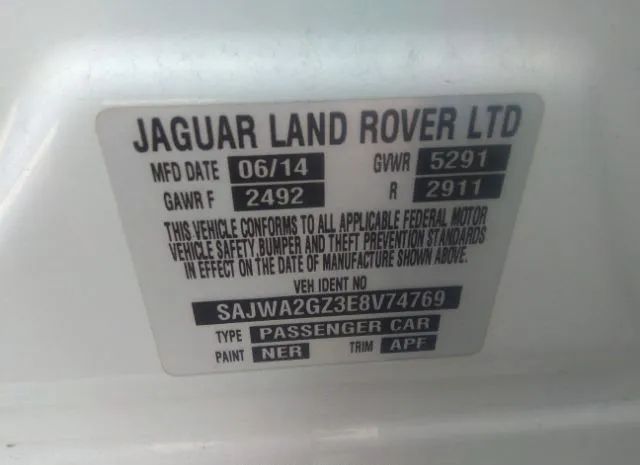 JAGUAR LAND ROVER LTD
MFD DATE 06/14 GVWR 5291
GAWR F 2492 R 2911
THIS VEHICLE CONFORMS TO ALL APPLICABLE FEDERAL MOTOR
VEHICLE SAFETY,BUMPER AND THEFT PREVENTION STANDARDS
IN EFFECT ON THE DATE OF MANUFACTURE SHOWN ABOVE.
VEH IDENT NO
SAJWA2GZ3E8V74769
TYPE PASSENGER CAR
PAINT NER TRIM APF